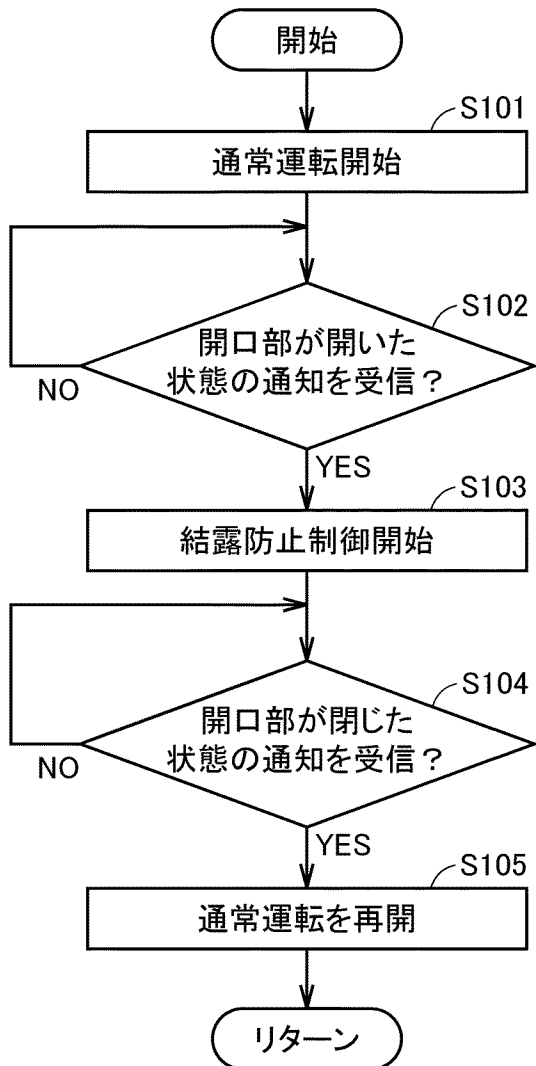 開始
S101
通常運転開始
S102
開口部が開いた
状態の通知を受信？
NO
YES
S103
結露防止制御開始
S104
開口部が閉じた
状態の通知を受信？
NO
YES
S105
通常運転を再開
リターン